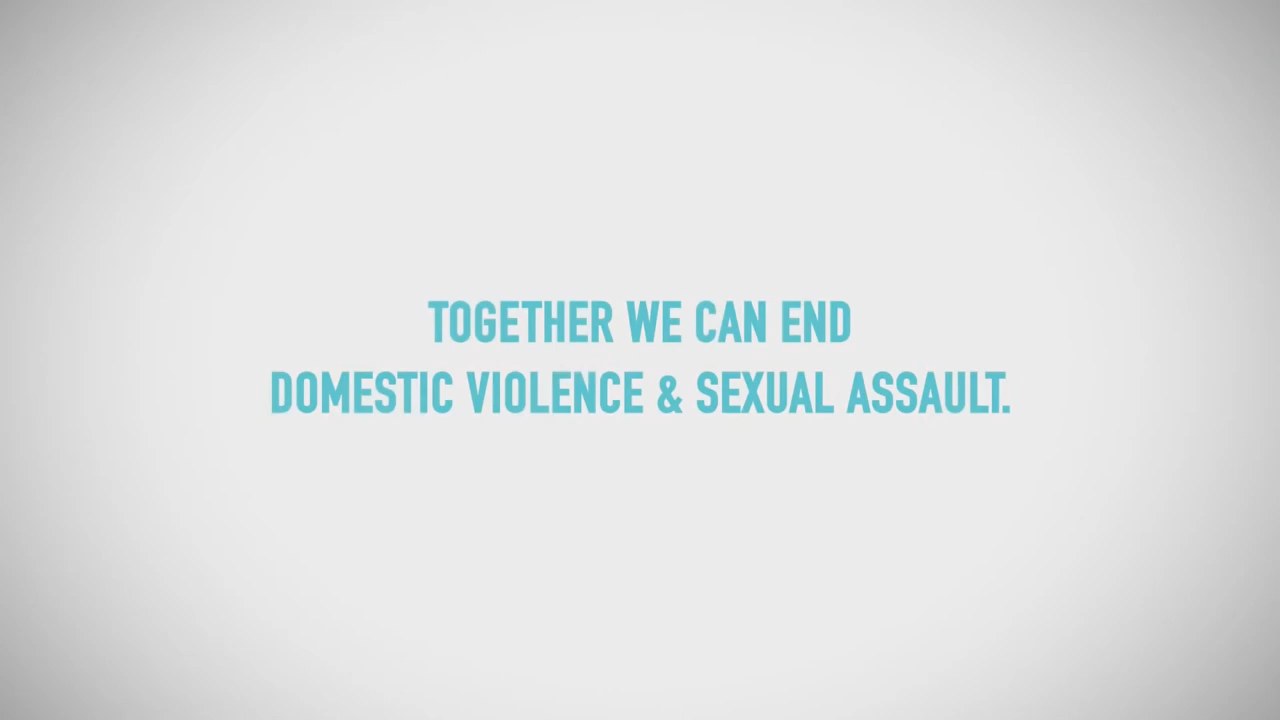 TOGETHER WE CAN END
DOMESTIC VIOLENCE & SEXUAL ASSAULT.